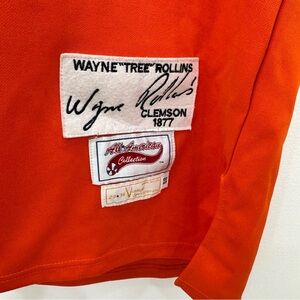 WAYNE "TREE" ROLLINS
Wayne Rollins
CLEMSON
1877
All-American
Collection